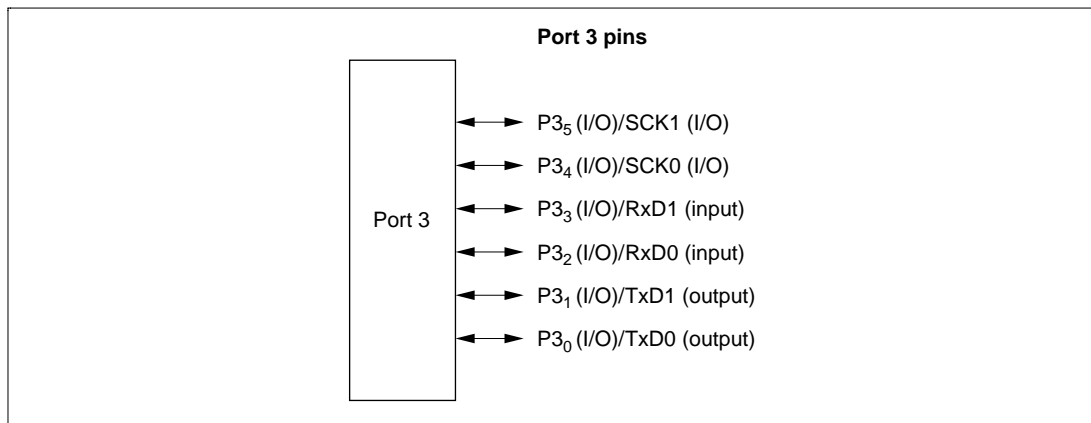 Port 3 pins
P3₅ (I/O)/SCK1 (I/O)
P3₄ (I/O)/SCK0 (I/O)
P3₃ (I/O)/RxD1 (input)
Port 3
P3₂ (I/O)/RxD0 (input)
P3₁ (I/O)/TxD1 (output)
P3₀ (I/O)/TxD0 (output)